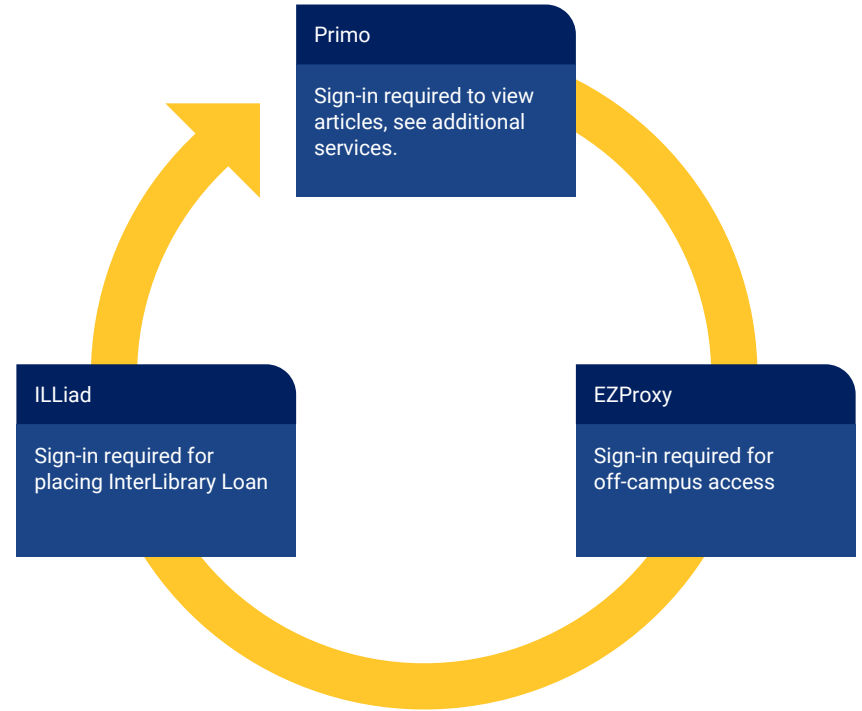 Primo
Sign-in required to view
articles, see additional
services.
ILLiad
Sign-in required for
placing InterLibrary Loan
EZProxy
Sign-in required for
off-campus access